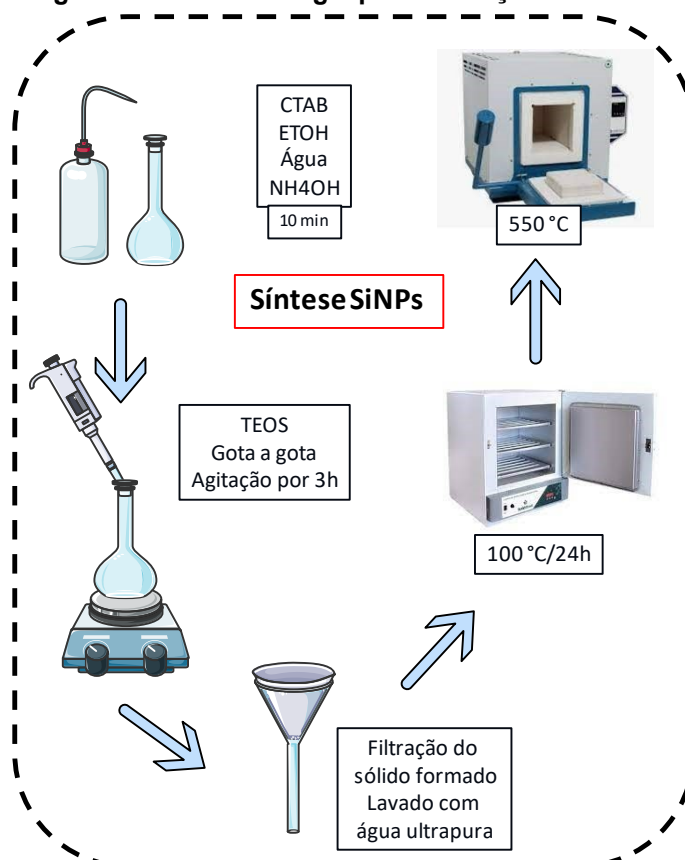 CTAB
ETOH
Água
NH4OH
10 min
550 °C
Síntese SiNPs
TEOS
Gota a gota
Agitação por 3h
100 °C/24h
Filtração do
sólido formado
Lavado com
água ultrapura